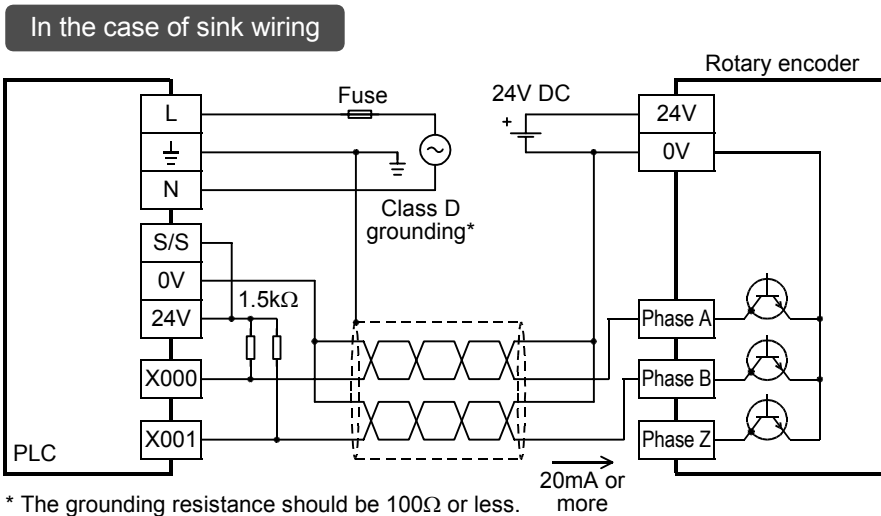 In the case of sink wiring
Rotary encoder
L
Fuse
24V DC
+
24V
0V
N
Class D
grounding*
S/S
0V
24V
1.5kΩ
X000
X001
PLC
Phase A
Phase B
Phase Z
20mA or
more
* The grounding resistance should be 100Ω or less.